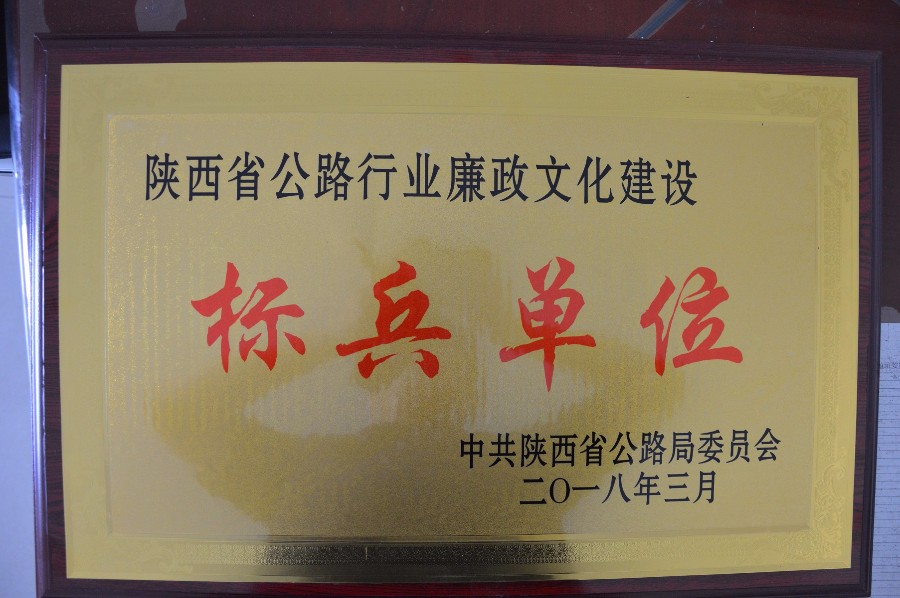 陕西省公路行业廉政文化建设
标兵单位
中共陕西省公路局委员会
二〇一八年三月